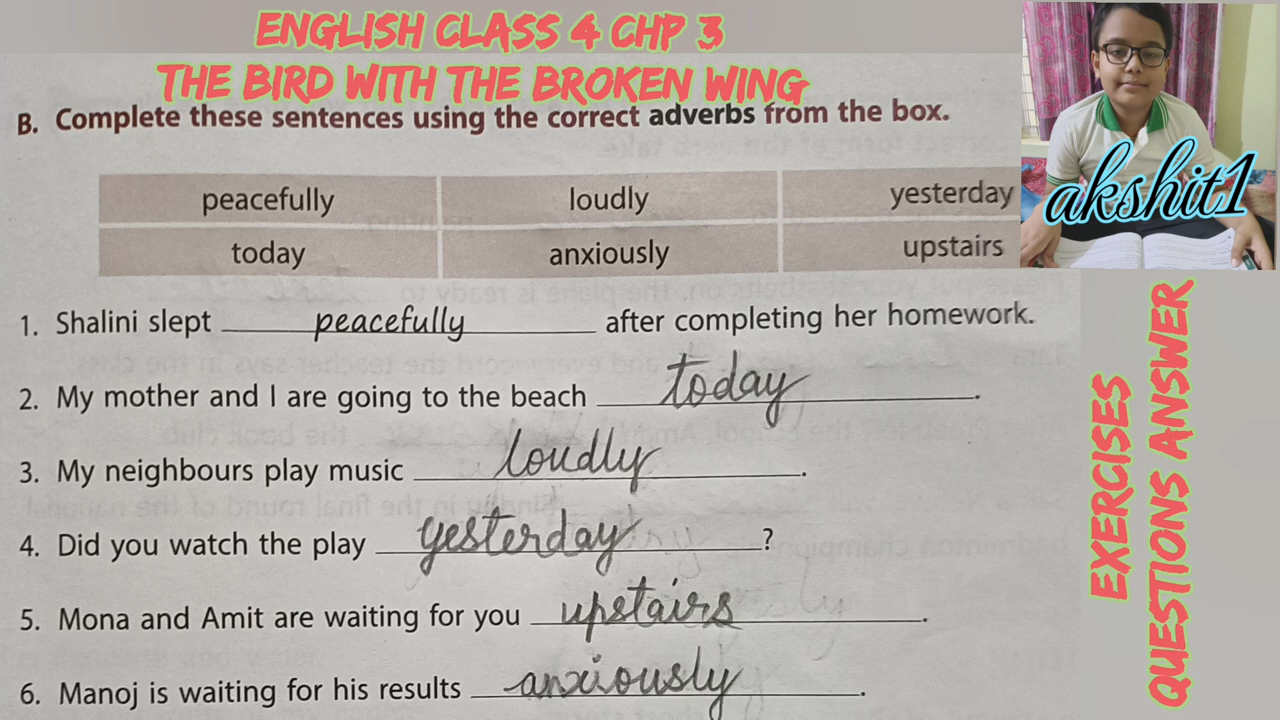 ENGLISH CLASS 4 CHP 3
THE BIRD WITH THE BROKEN WING
B. Complete these sentences using the correct adverbs from the box.
peacefully loudly yesterday
today anxiously upstairs
akshit1
1. Shalini slept peacefully after completing her homework.
2. My mother and I are going to the beach today.
3. My neighbours play music loudly.
4. Did you watch the play yesterday?
5. Mona and Amit are waiting for you upstairs.
6. Manoj is waiting for his results anxiously.
EXERCISES
QUESTIONS ANSWER